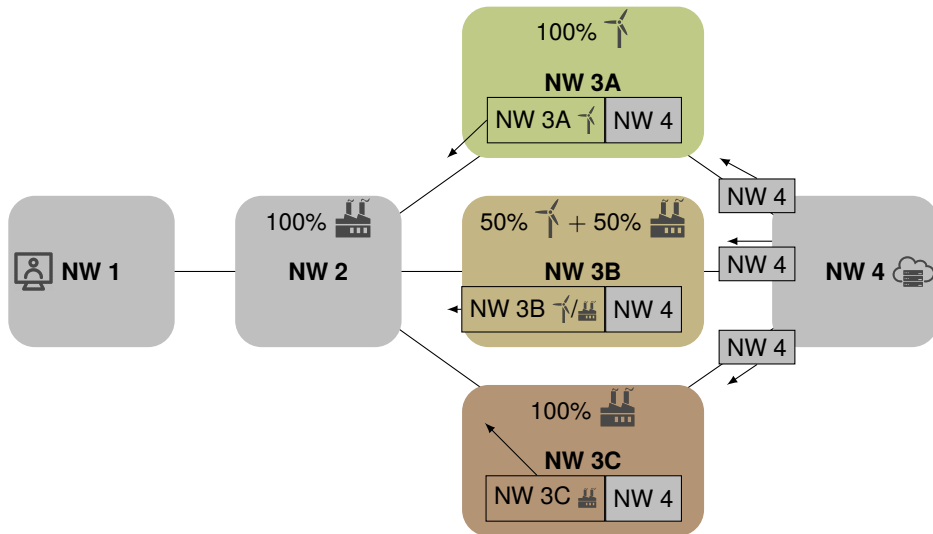 100%
NW 3A
NW 3A NW 4
NW 4
100%
50% + 50%
NW 1
NW 2
NW 3B
NW 4
NW 4
NW 3B / NW 4
NW 4
100%
NW 3C
NW 3C NW 4